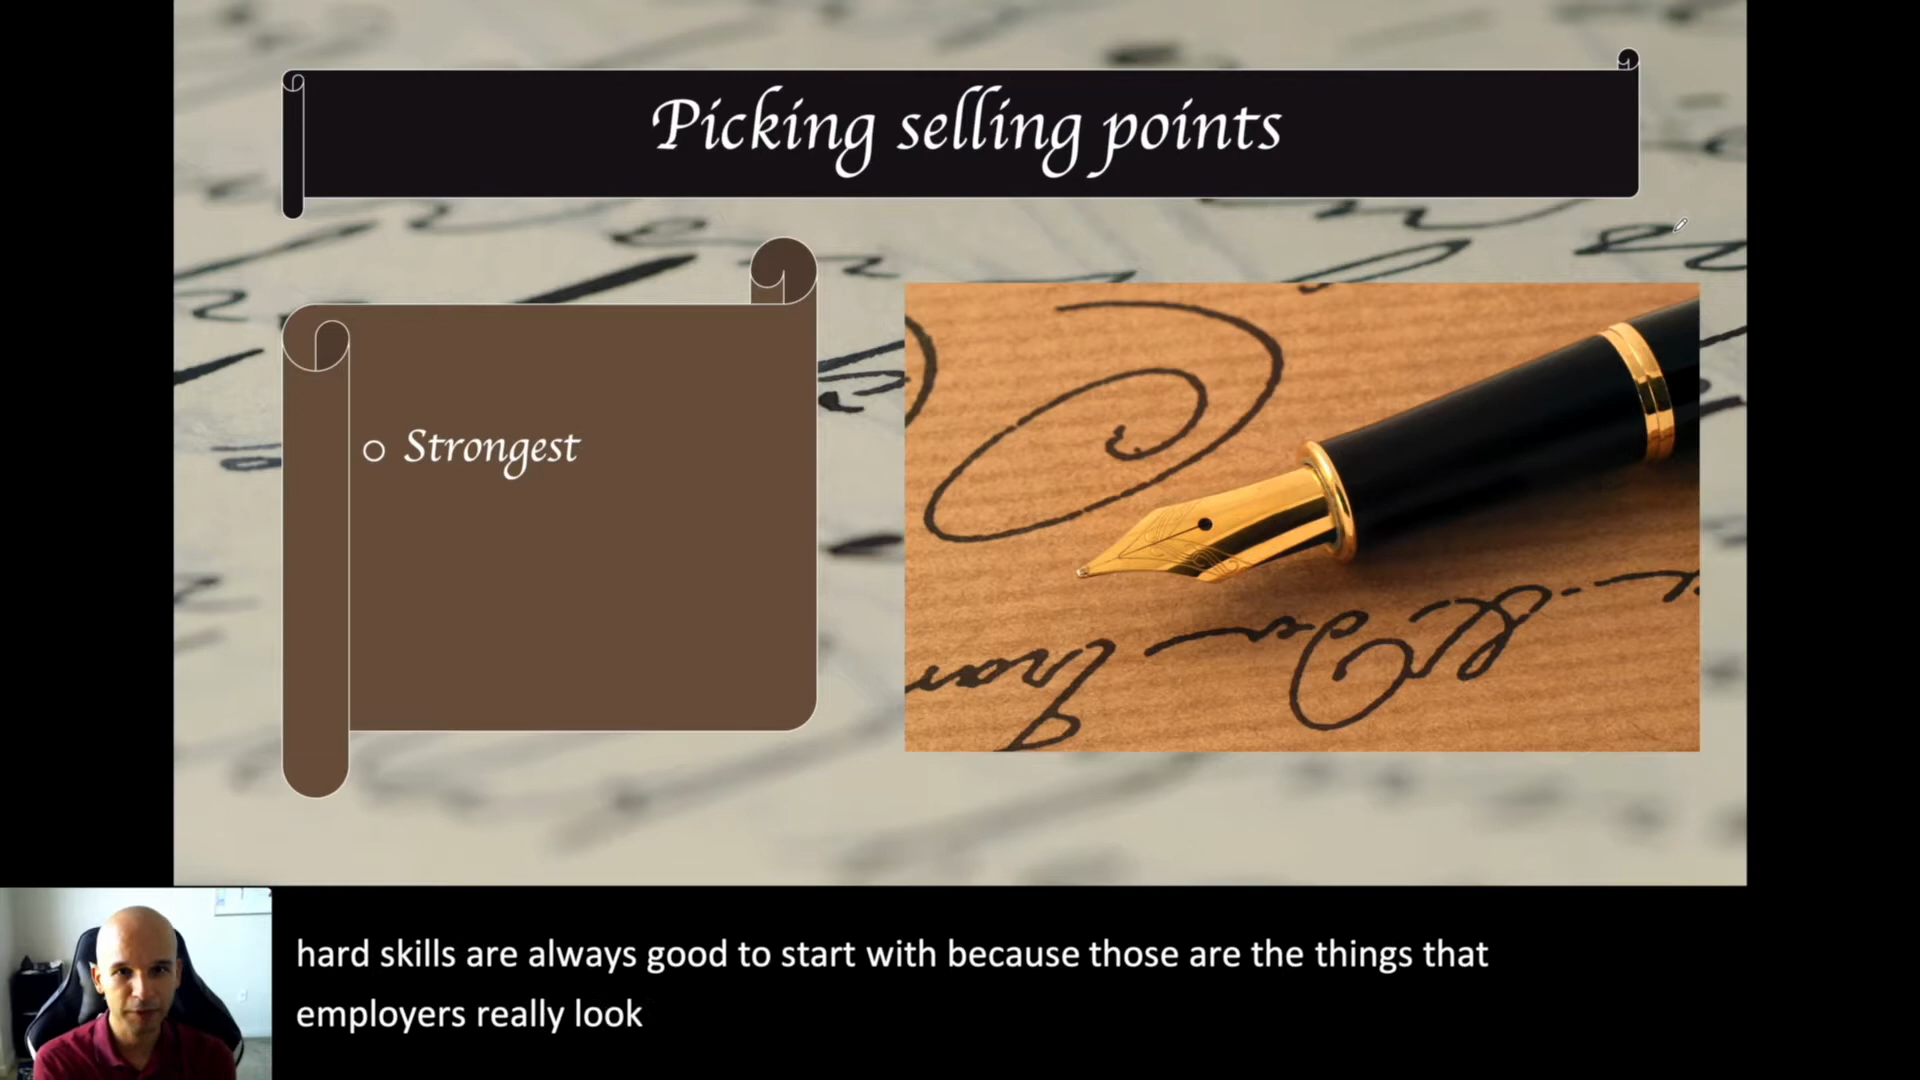 Picking selling points
Strongest
hard skills are always good to start with because those are the things that
employers really look